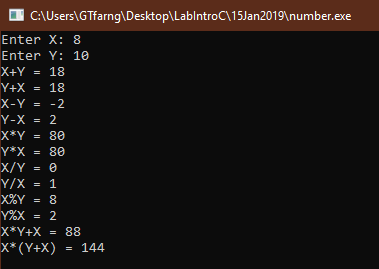 C:\Users\GTfarng\Desktop\LabIntroC\15Jan2019\number.exe
Enter X: 8
Enter Y: 10
X+Y = 18
Y+X = 18
X-Y = -2
Y-X = 2
X*Y = 80
Y*X = 80
X/Y = 0
Y/X = 1
X%Y = 8
Y%X = 2
X*Y+X = 88
X*(Y+X) = 144